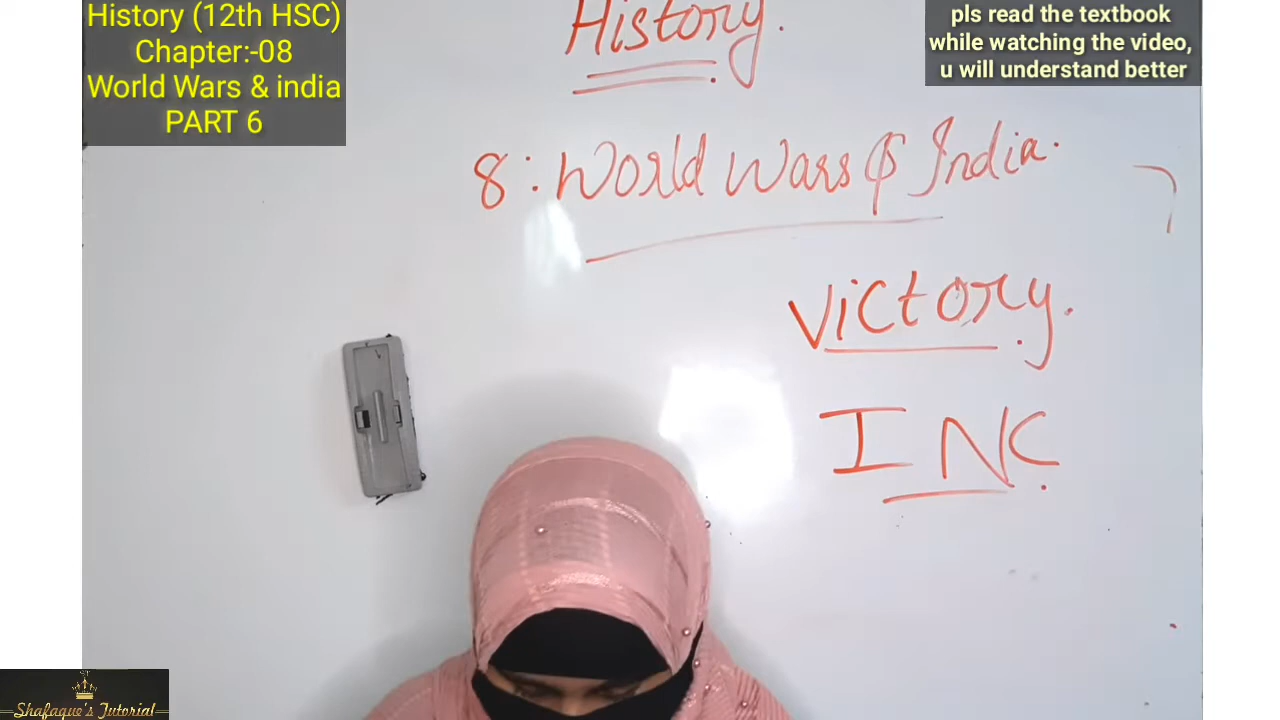 History (12th HSC)
Chapter:-08
World Wars & india
PART 6
pls read the textbook
while watching the video,
u will understand better
History.
8: World Wars & India.
Victory.
INC
Shafaque's Tutorial